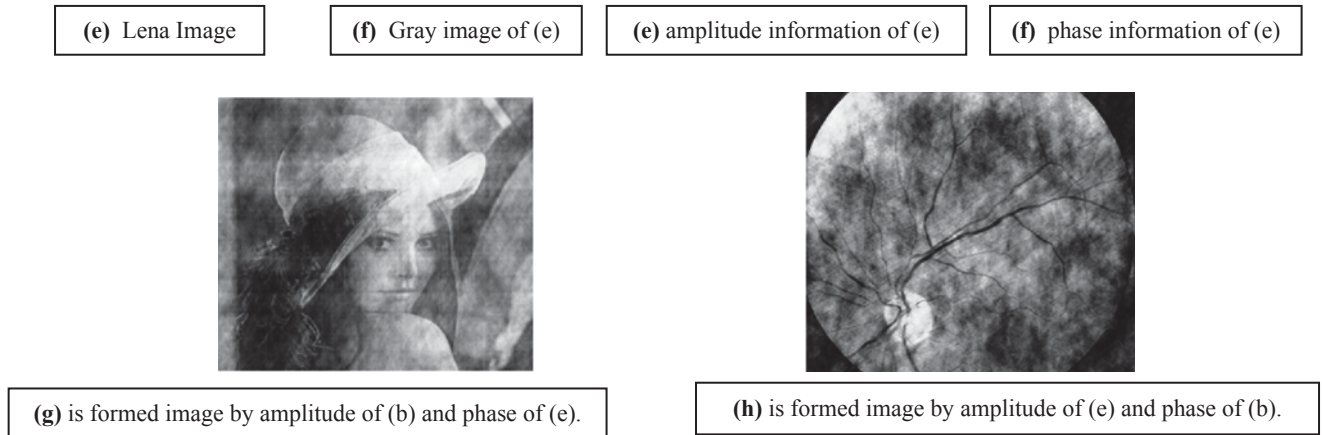 (e) Lena Image
(f) Gray image of (e)
(e) amplitude information of (e)
(f) phase information of (e)
(g) is formed image by amplitude of (b) and phase of (e).
(h) is formed image by amplitude of (e) and phase of (b).